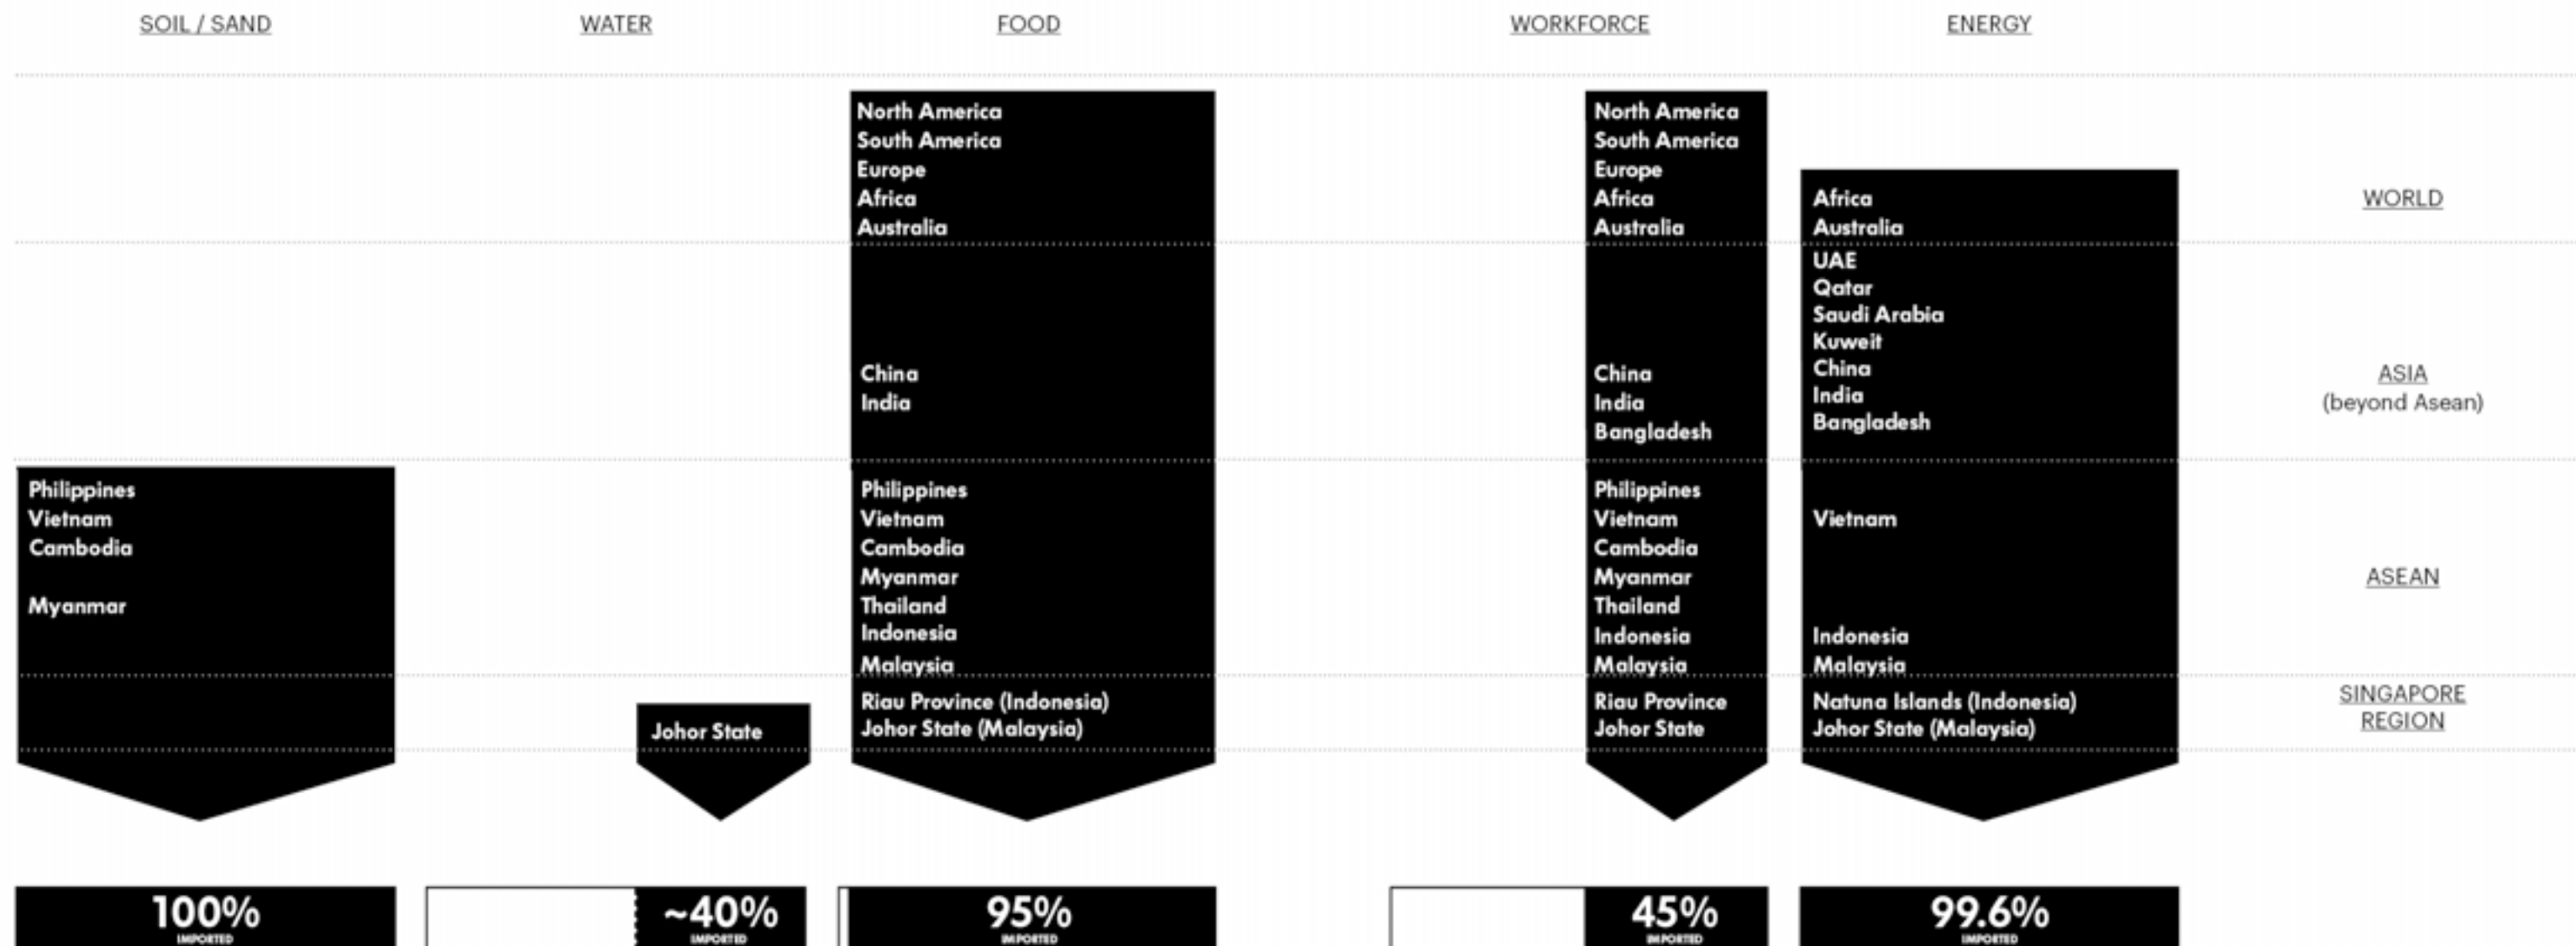 SOIL / SAND
WATER
FOOD
WORKFORCE
ENERGY
North America
South America
Europe
Africa
Australia
North America
South America
Europe
Africa
Australia
Africa
Australia
WORLD
China
India
China
India
Bangladesh
UAE
Qatar
Saudi Arabia
Kuweit
China
India
Bangladesh
ASIA
(beyond Asean)
Philippines
Vietnam
Cambodia
Myanmar
Philippines
Vietnam
Cambodia
Myanmar
Thailand
Indonesia
Malaysia
Philippines
Vietnam
Cambodia
Myanmar
Thailand
Indonesia
Malaysia
Vietnam
Indonesia
Malaysia
ASEAN
Johor State
Riau Province (Indonesia)
Johor State (Malaysia)
Riau Province
Johor State
Natuna Islands (Indonesia)
Johor State (Malaysia)
SINGAPORE
REGION
100%
IMPORTED
~40%
IMPORTED
95%
IMPORTED
45%
IMPORTED
99.6%
IMPORTED